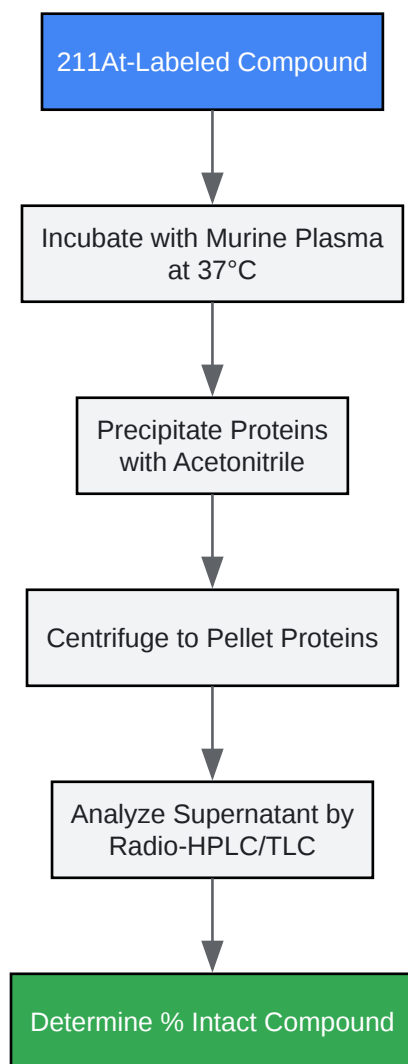 211At-Labeled Compound
Incubate with Murine Plasma
at 37°C
Precipitate Proteins
with Acetonitrile
Centrifuge to Pellet Proteins
Analyze Supernatant by
Radio-HPLC/TLC
Determine % Intact Compound